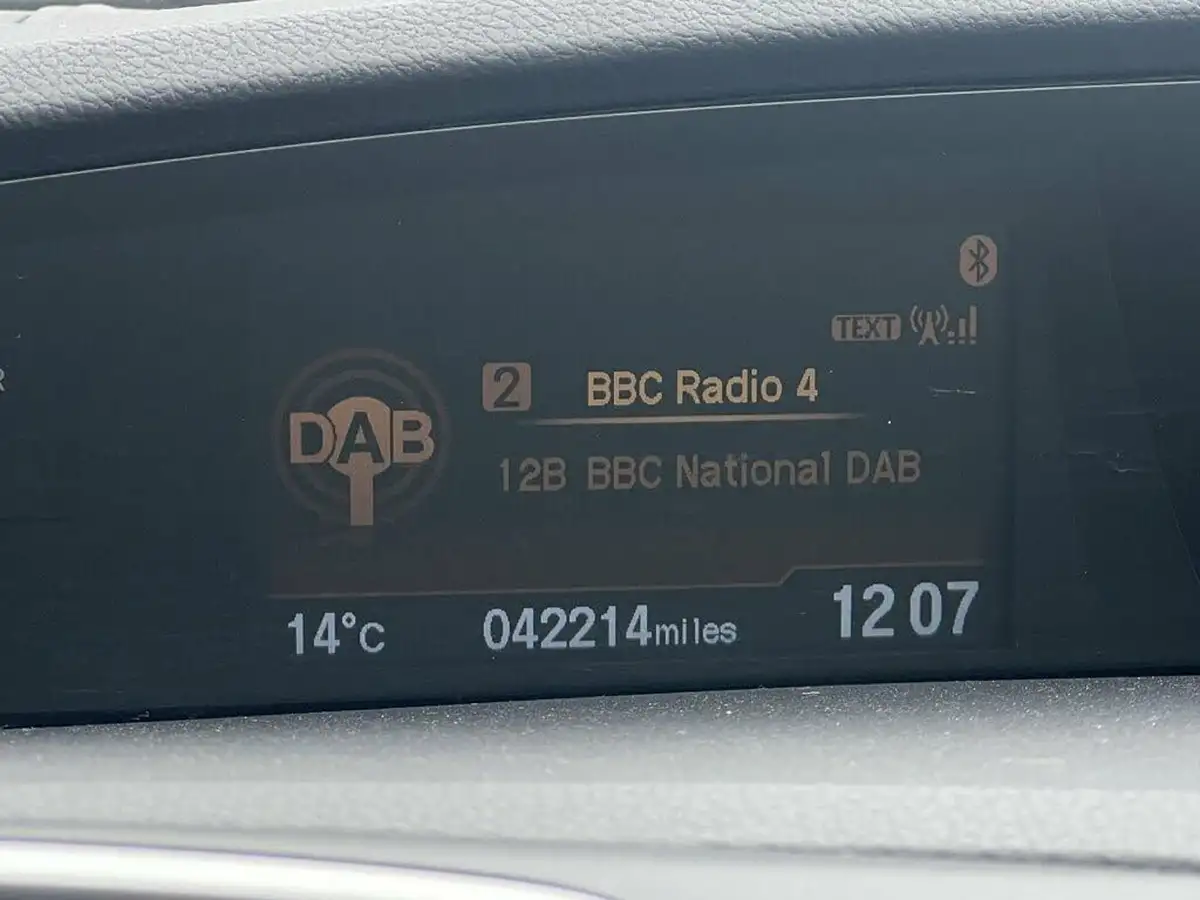 TEXT
DAB
2 BBC Radio 4
12B BBC National DAB
14°C 042214miles 12 07